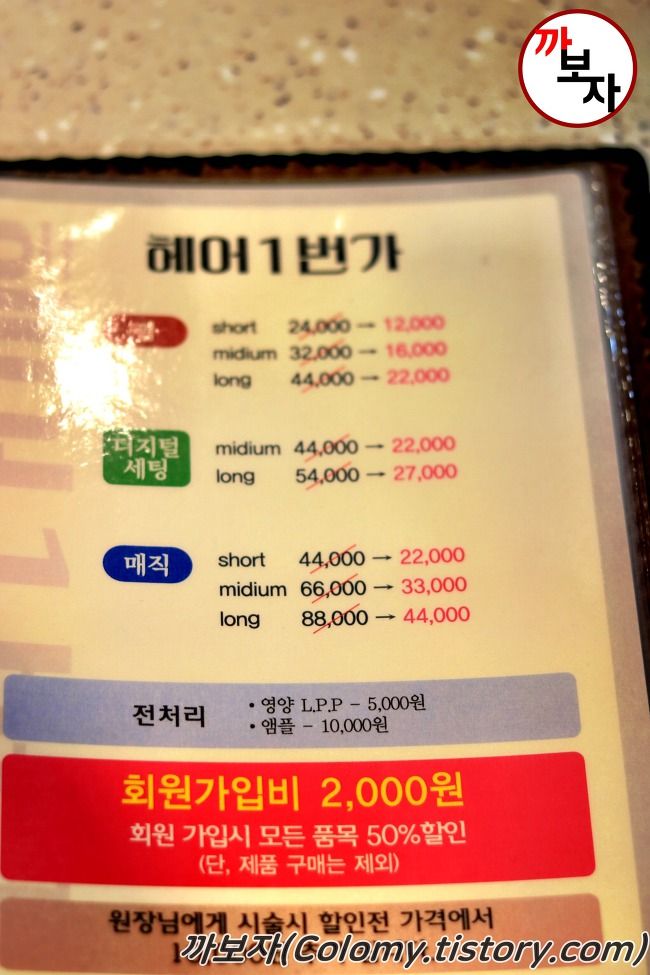 까
보
자
헤어1번가
펌
short 24,000 → 12,000
midium 32,000 → 16,000
long 44,000 → 22,000
디지털
세팅
midium 44,000 → 22,000
long 54,000 → 27,000
매직
short 44,000 → 22,000
midium 66,000 → 33,000
long 88,000 → 44,000
전처리
• 영양 L.P.P - 5,000원
• 앰플 - 10,000원
회원가입비 2,000원
회원 가입시 모든 품목 50%할인
(단, 제품 구매는 제외)
원장님에게 시술시 할인전 가격에서
까보자(Colomy.tistory.com)